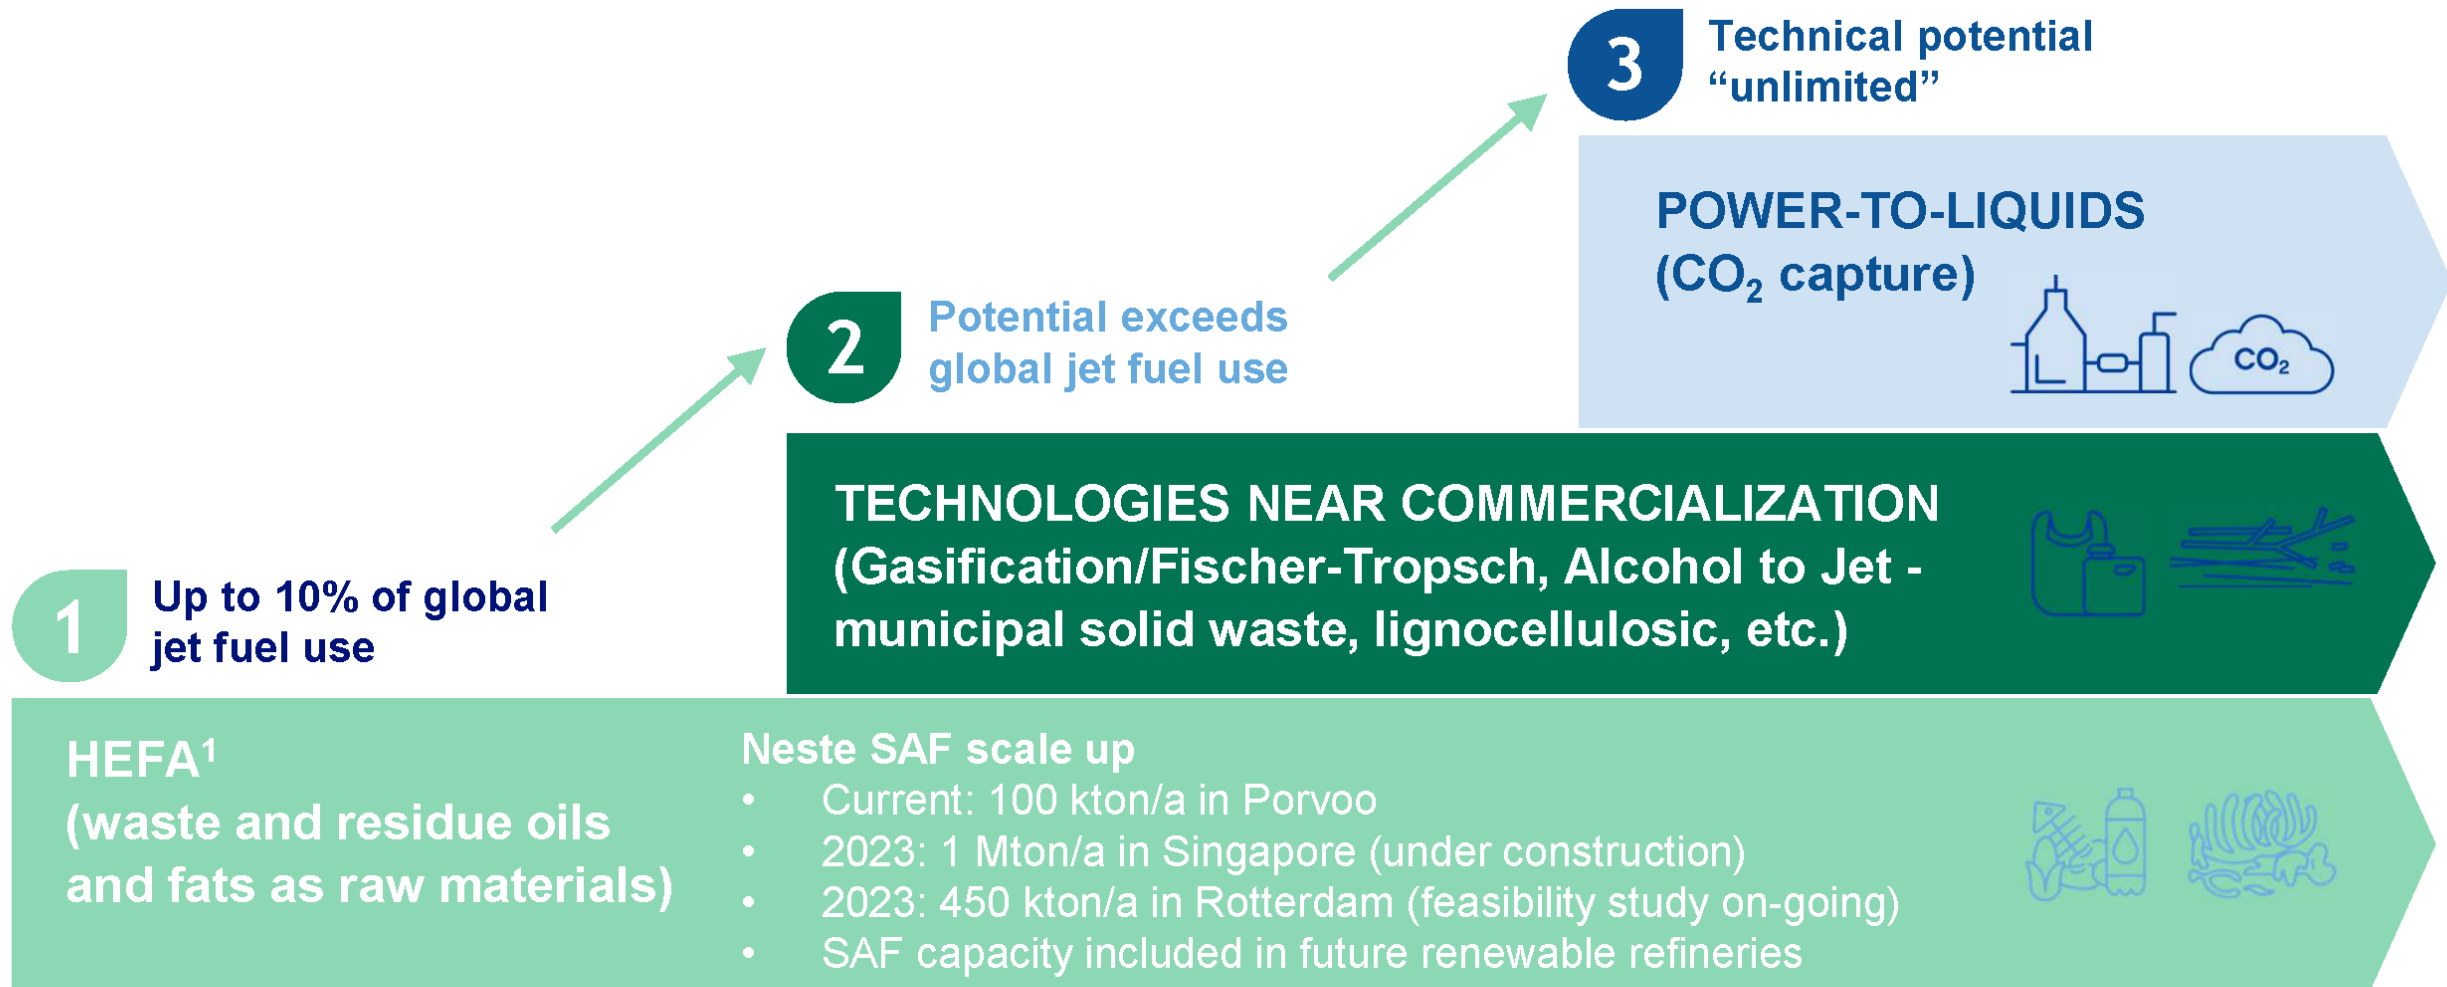 3
Technical potential
“unlimited”
POWER-TO-LIQUIDS
(CO₂ capture)
CO₂
2
Potential exceeds
global jet fuel use
TECHNOLOGIES NEAR COMMERCIALIZATION
(Gasification/Fischer-Tropsch, Alcohol to Jet -
municipal solid waste, lignocellulosic, etc.)
1
Up to 10% of global
jet fuel use
HEFA¹
(waste and residue oils
and fats as raw materials)
Neste SAF scale up
• Current: 100 kton/a in Porvoo
• 2023: 1 Mton/a in Singapore (under construction)
• 2023: 450 kton/a in Rotterdam (feasibility study on-going)
• SAF capacity included in future renewable refineries